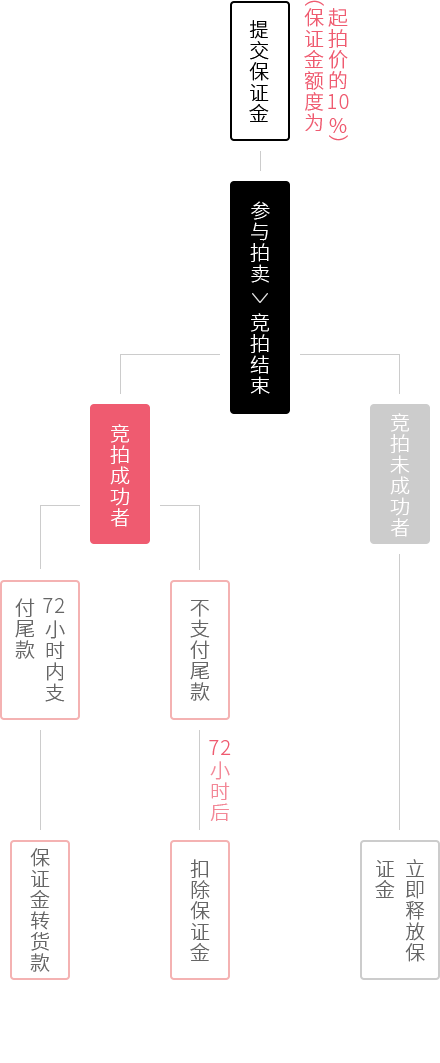 提交保证金
（保证金额度为
起拍价的10%）
参与拍卖
竞拍结束
竞拍成功者
竞拍未成功者
72小时内支
付尾款
不支付尾款
72小时后
保证金转货款
扣除保证金
立即释放保
证金